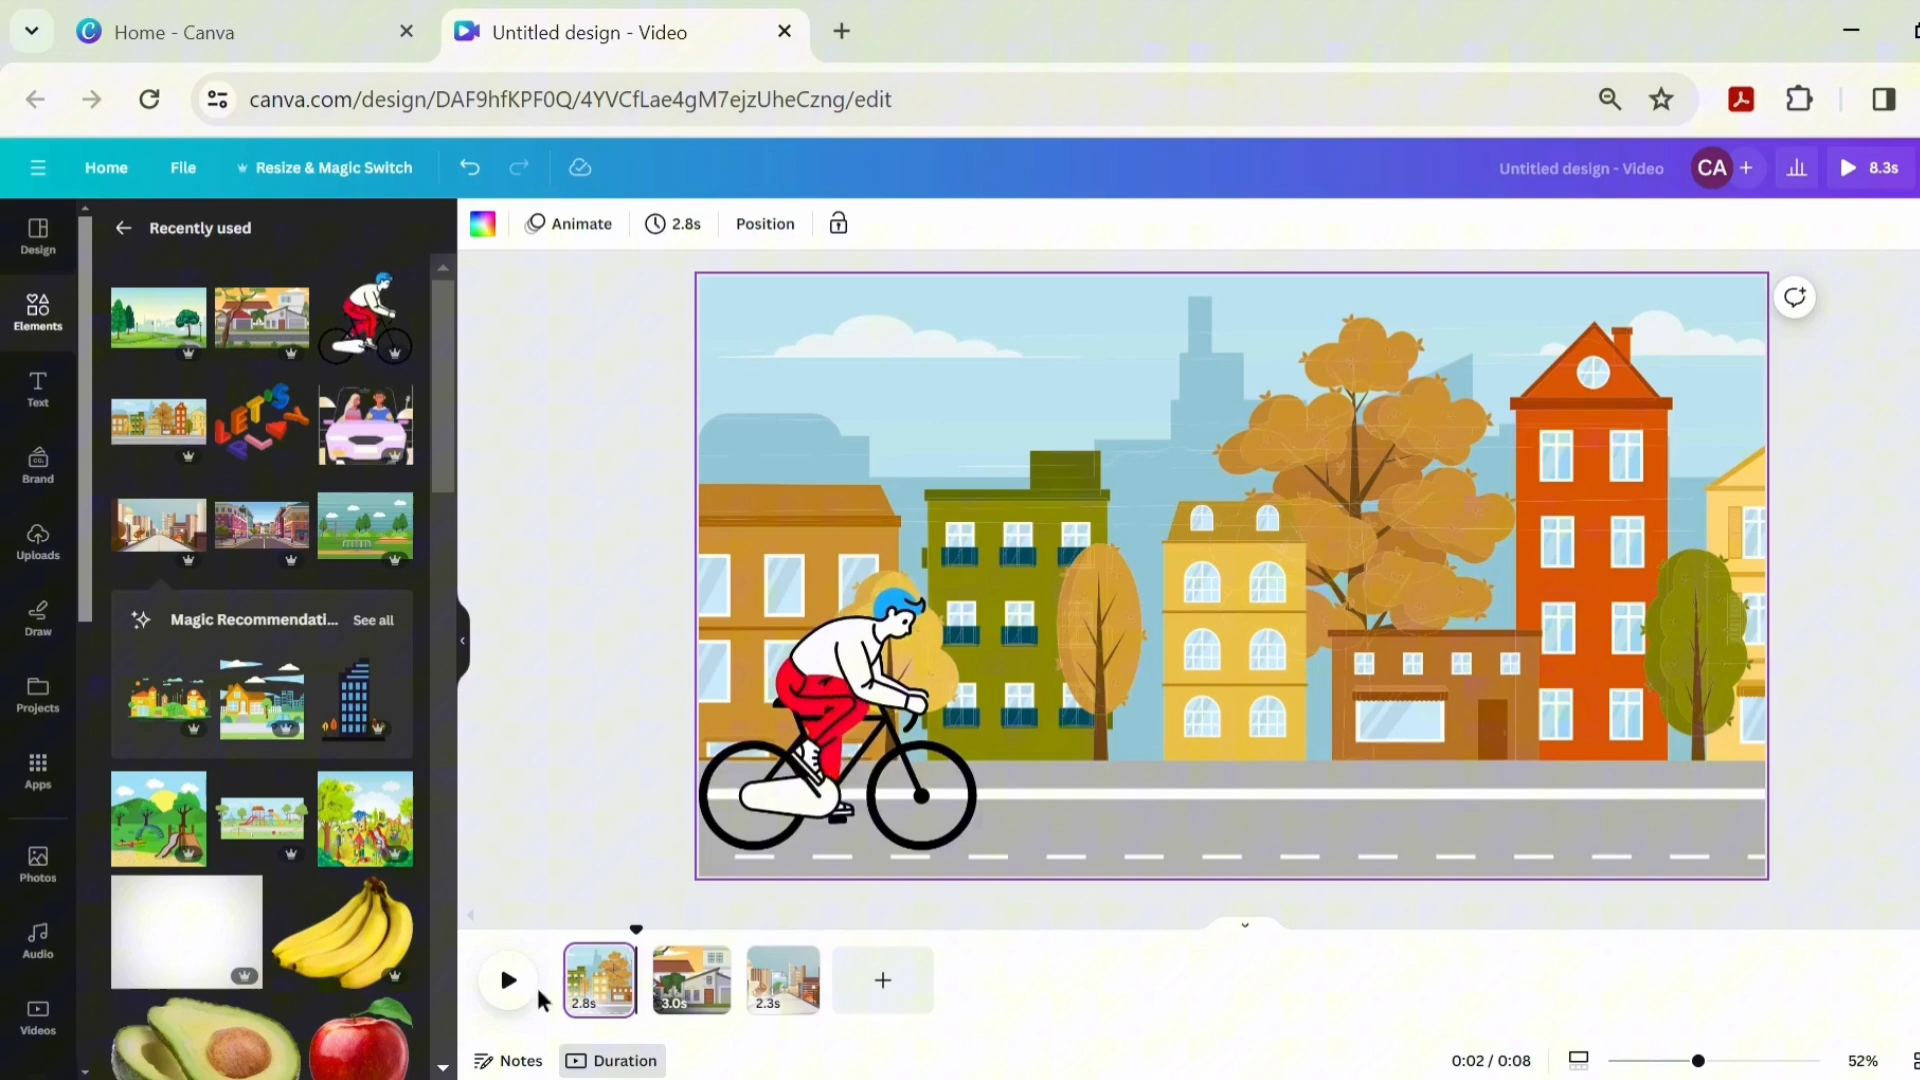 Home - Canva
Untitled design - Video
canva.com/design/DAF9hfKPF0Q/4YVCfLae4gM7ejzUheCzng/edit
Home
File
Resize & Magic Switch
Untitled design - Video
CA
+
8.3s
Design
Elements
Text
Brand
Uploads
Draw
Projects
Apps
Photos
Audio
Videos
Recently used
LET'S
PLAY
Magic Recommendati...
See all
Animate
2.8s
Position
2.8s
3.0s
2.3s
+
Notes
Duration
0:02 / 0:08
52%